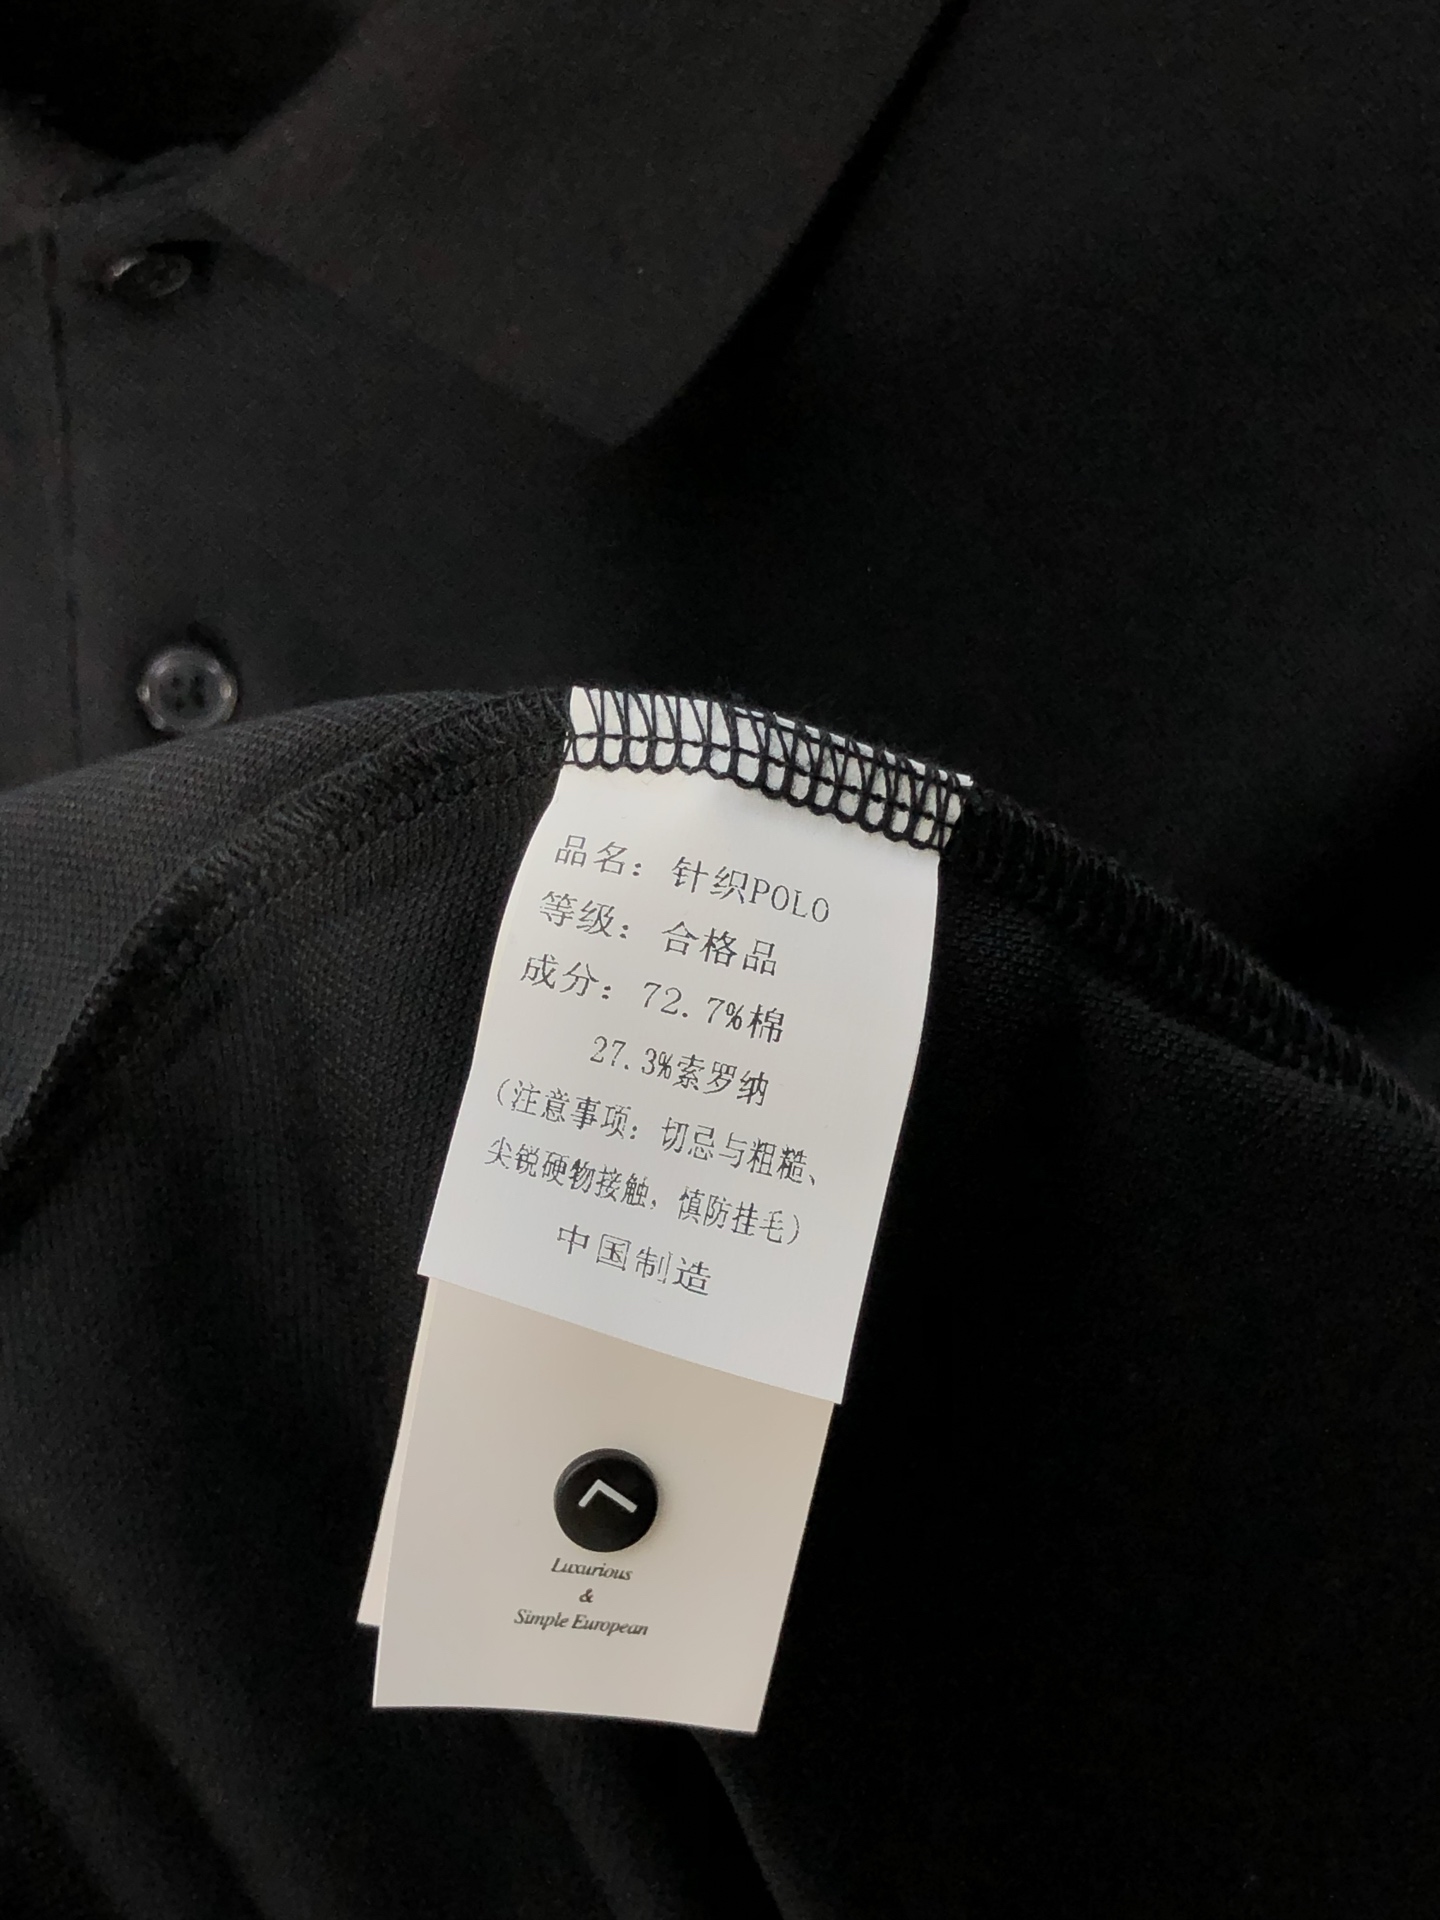 品名：针织POLO
等级：合格品
成分：72.7%棉
27.3%索罗纳
（注意事项：切忌与粗糙、
尖锐硬物接触，慎防挂毛）
中国制造
Luxurious
&
Simple European